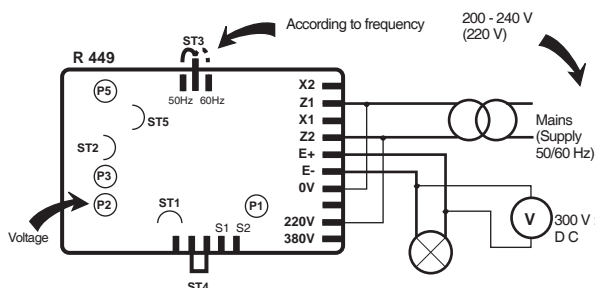 According to frequency
200 - 240 V
(220 V)
ST3
R 449
50Hz 60Hz
P5
ST5
ST2
P3
P2
ST1
P1
S1 S2
ST4
Voltage
X2
Z1
X1
Z2
E+
E-
0V
220V
380V
Mains
(Supply
50/60 Hz)
V
300 V
D C